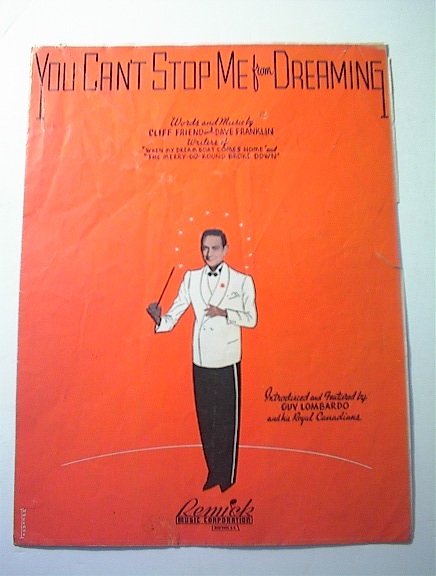 YOU CAN'T STOP ME from DREAMING
Words and Music by
CLIFF FRIEND and DAVE FRANKLIN
Writers of
"WHEN MY DREAM BOAT COMES HOME" and
"THE MERRY-GO-ROUND BROKE DOWN"
Introduced and Featured by
GUY LOMBARDO
and his Royal Canadians
Remick
MUSIC CORPORATION